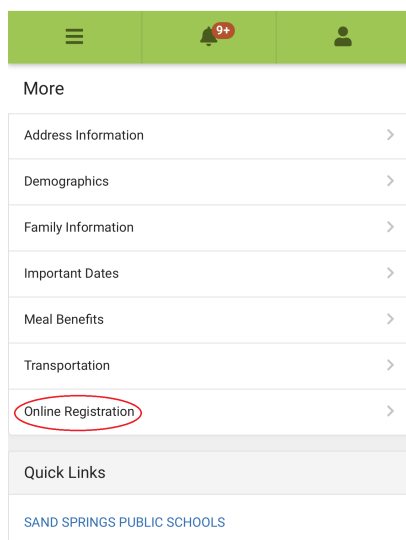 9+
More
Address Information
Demographics
Family Information
Important Dates
Meal Benefits
Transportation
Online Registration
Quick Links
SAND SPRINGS PUBLIC SCHOOLS